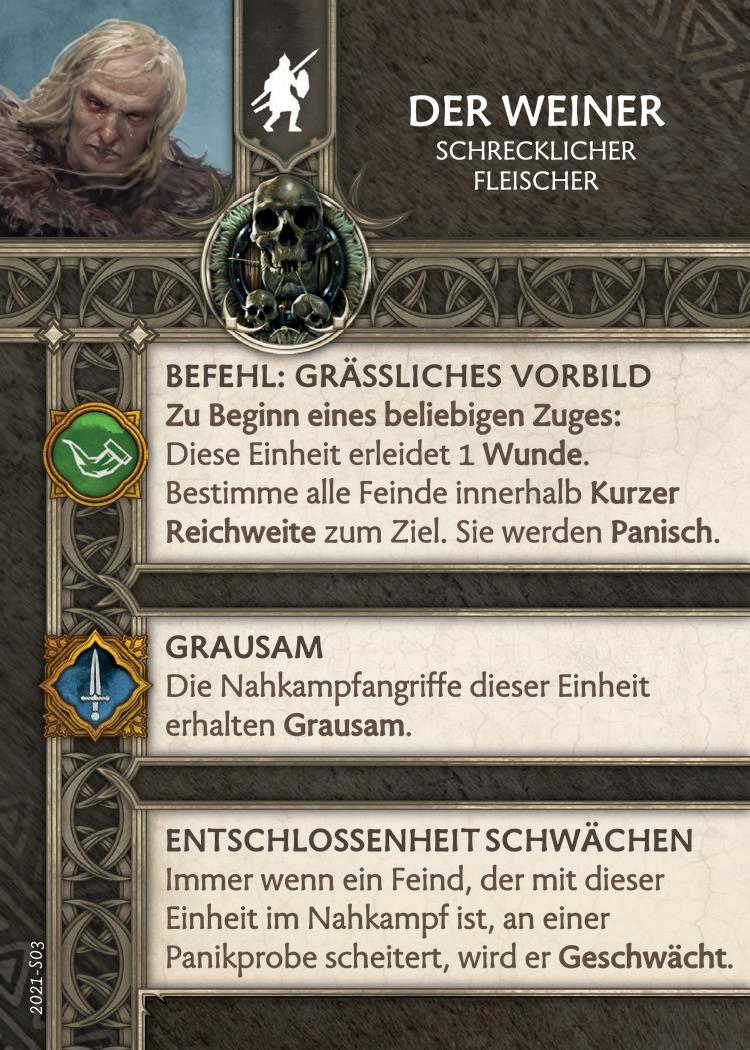 DER WEINER
SCHRECKLICHER
FLEISCHER
BEFEHL: GRÄSSLICHES VORBILD
Zu Beginn eines beliebigen Zuges:
Diese Einheit erleidet 1 Wunde.
Bestimme alle Feinde innerhalb Kurzer
Reichweite zum Ziel. Sie werden Panisch.
GRAUSAM
Die Nahkampfangriffe dieser Einheit
erhalten Grausam.
ENTSCHLOSSENHEIT SCHWÄCHEN
Immer wenn ein Feind, der mit dieser
Einheit im Nahkampf ist, an einer
Panikprobe scheitert, wird er Geschwächt.
2021-S03